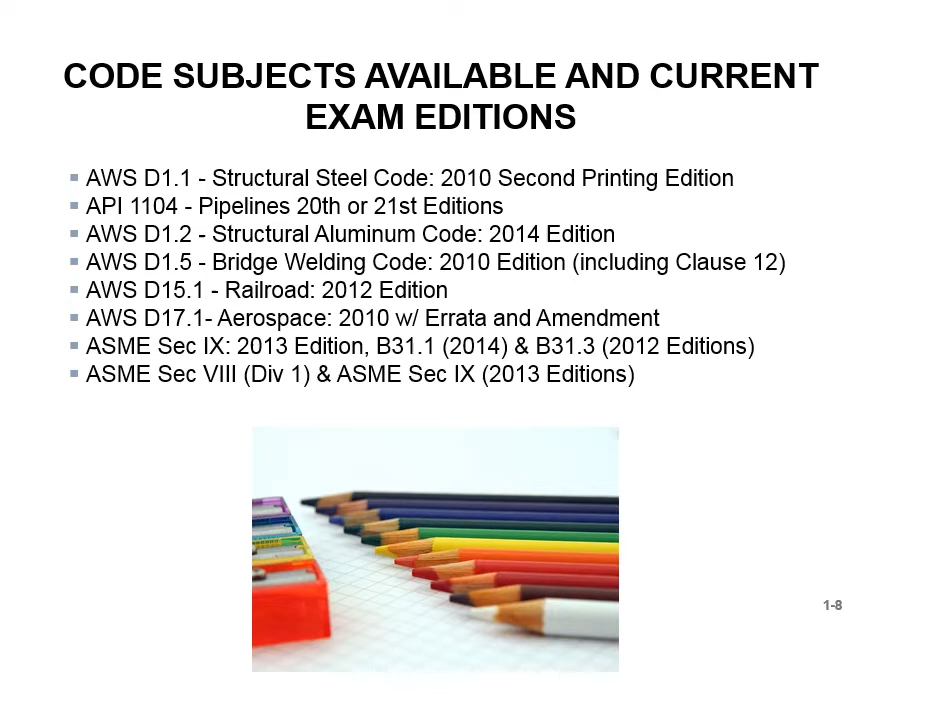 CODE SUBJECTS AVAILABLE AND CURRENT
EXAM EDITIONS
AWS D1.1 - Structural Steel Code: 2010 Second Printing Edition
API 1104 - Pipelines 20th or 21st Editions
AWS D1.2 - Structural Aluminum Code: 2014 Edition
AWS D1.5 - Bridge Welding Code: 2010 Edition (including Clause 12)
AWS D15.1 - Railroad: 2012 Edition
AWS D17.1- Aerospace: 2010 w/ Errata and Amendment
ASME Sec IX: 2013 Edition, B31.1 (2014) & B31.3 (2012 Editions)
ASME Sec VIII (Div 1) & ASME Sec IX (2013 Editions)
1-8